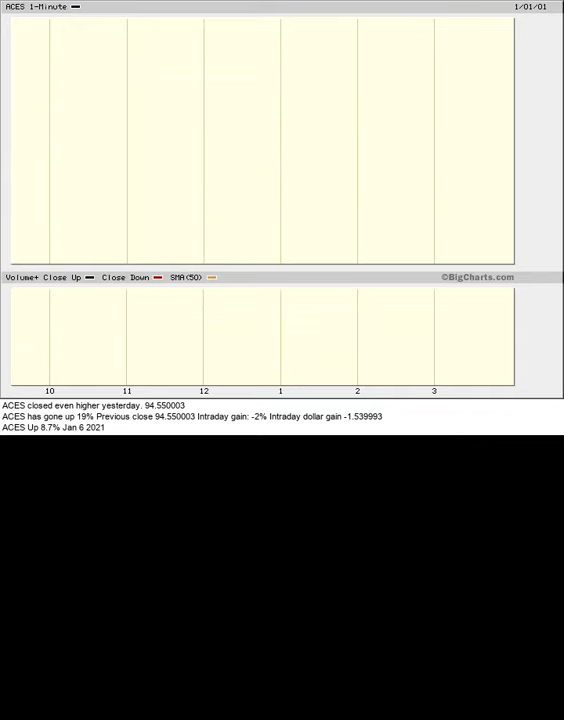 ACES 1-Minute 1/01/01
Volume+ Close Up Close Down SMA(50) ©BigCharts.com
10 11 12 1 2 3
ACES closed even higher yesterday. 94.550003
ACES has gone up 19% Previous close 94.550003 Intraday gain: -2% Intraday dollar gain -1.539993
ACES Up 8.7% Jan 6 2021